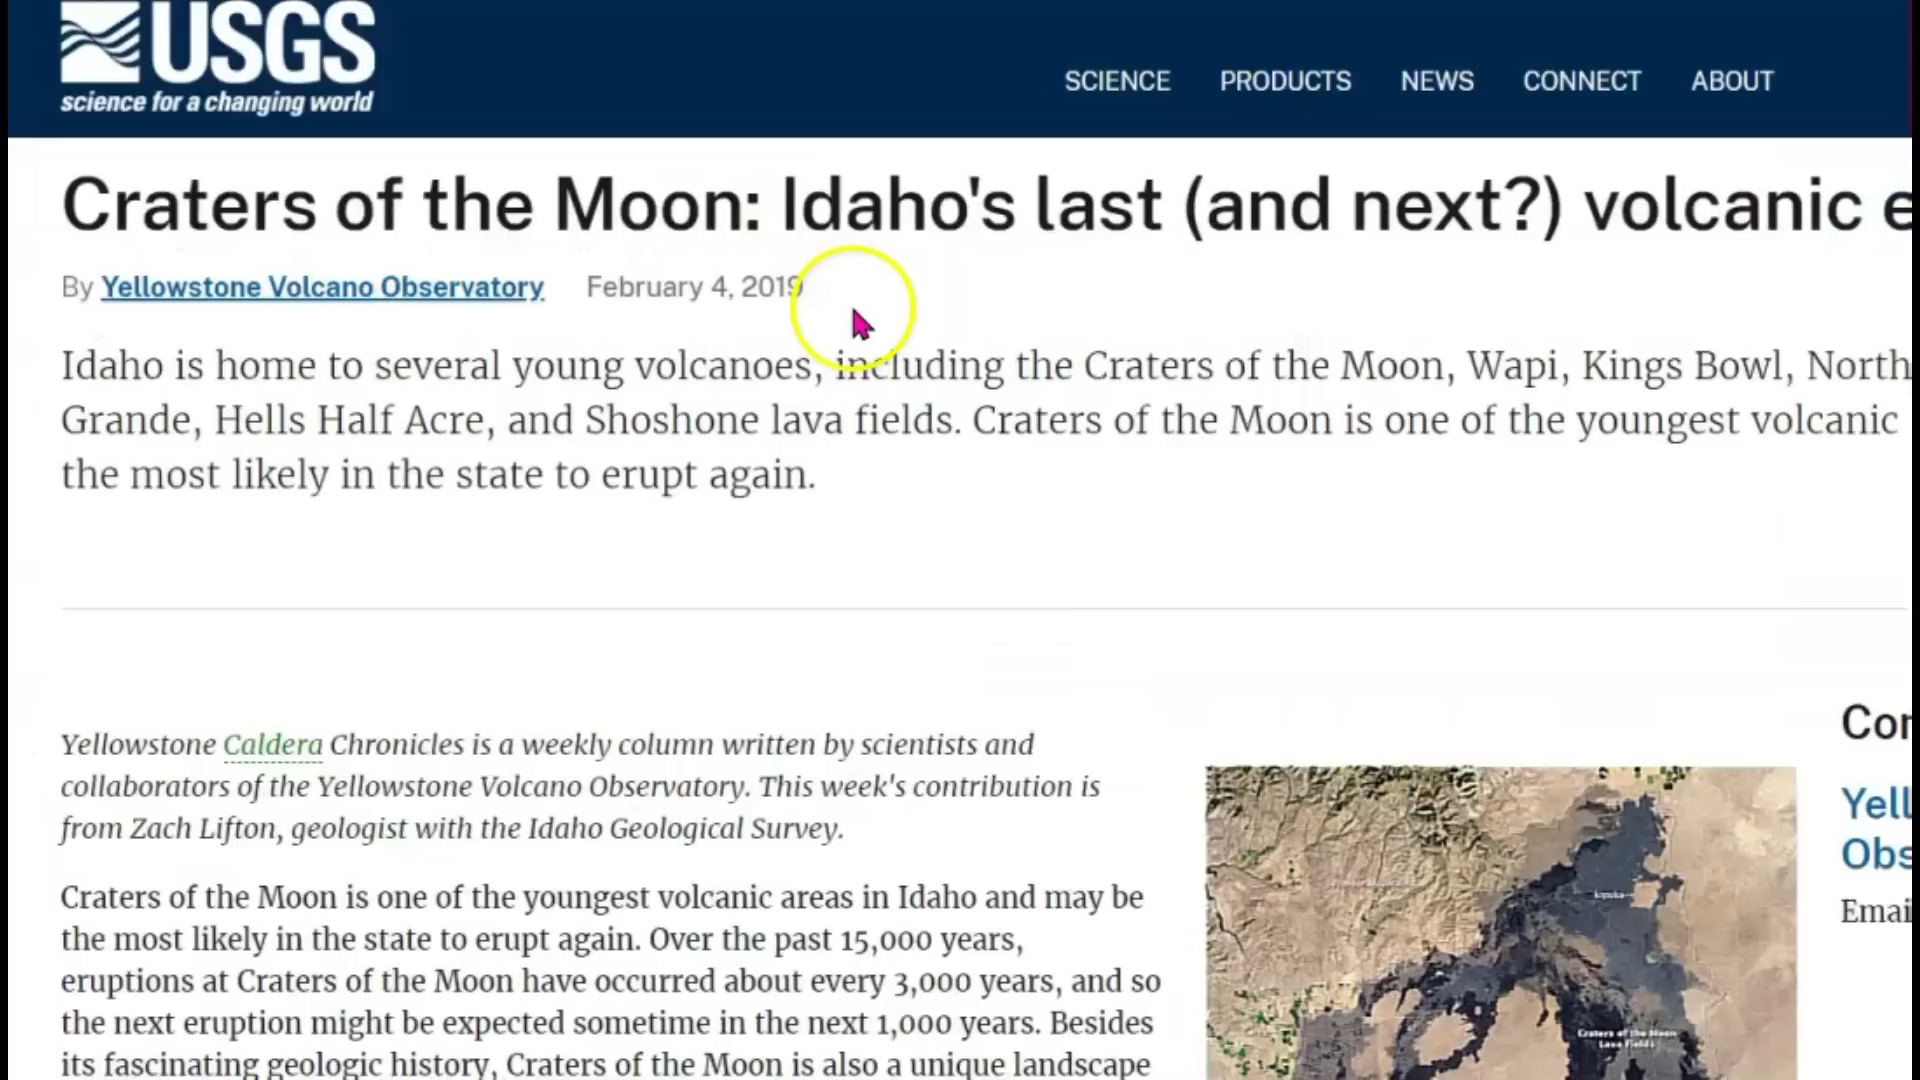 USGS
science for a changing world
SCIENCE PRODUCTS NEWS CONNECT ABOUT
Craters of the Moon: Idaho's last (and next?) volcanic e
By Yellowstone Volcano Observatory February 4, 2019
Idaho is home to several young volcanoes, including the Craters of the Moon, Wapi, Kings Bowl, North
Grande, Hells Half Acre, and Shoshone lava fields. Craters of the Moon is one of the youngest volcanic
the most likely in the state to erupt again.
Yellowstone Caldera Chronicles is a weekly column written by scientists and
collaborators of the Yellowstone Volcano Observatory. This week's contribution is
from Zach Lifton, geologist with the Idaho Geological Survey.
Craters of the Moon is one of the youngest volcanic areas in Idaho and may be
the most likely in the state to erupt again. Over the past 15,000 years,
eruptions at Craters of the Moon have occurred about every 3,000 years, and so
the next eruption might be expected sometime in the next 1,000 years. Besides
its fascinating geologic history, Craters of the Moon is also a unique landscape
Craters of the Moon
Lava Fields
Con
Yell
Obs
Emai